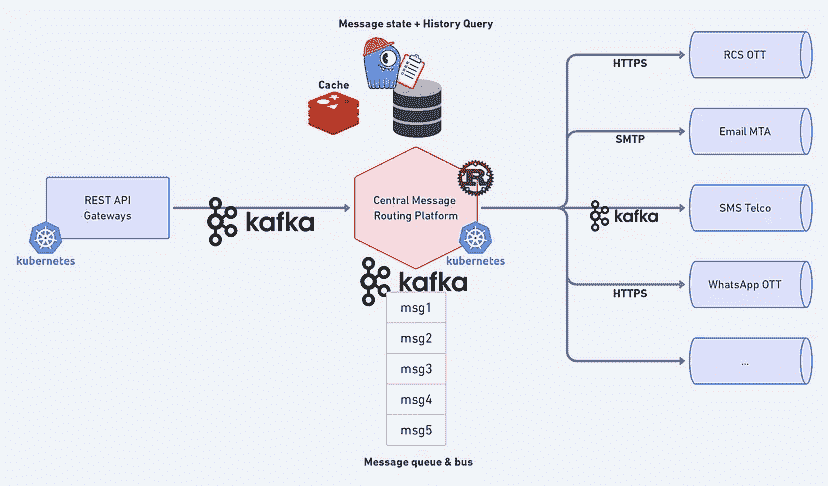 Message state + History Query
Cache
REST API
Gateways
kubernetes
kafka
Central Message
Routing Platform
R
kubernetes
kafka
msg1
msg2
msg3
msg4
msg5
Message queue & bus
HTTPS
RCS OTT
SMTP
Email MTA
kafka
SMS Telco
HTTPS
WhatsApp OTT
...